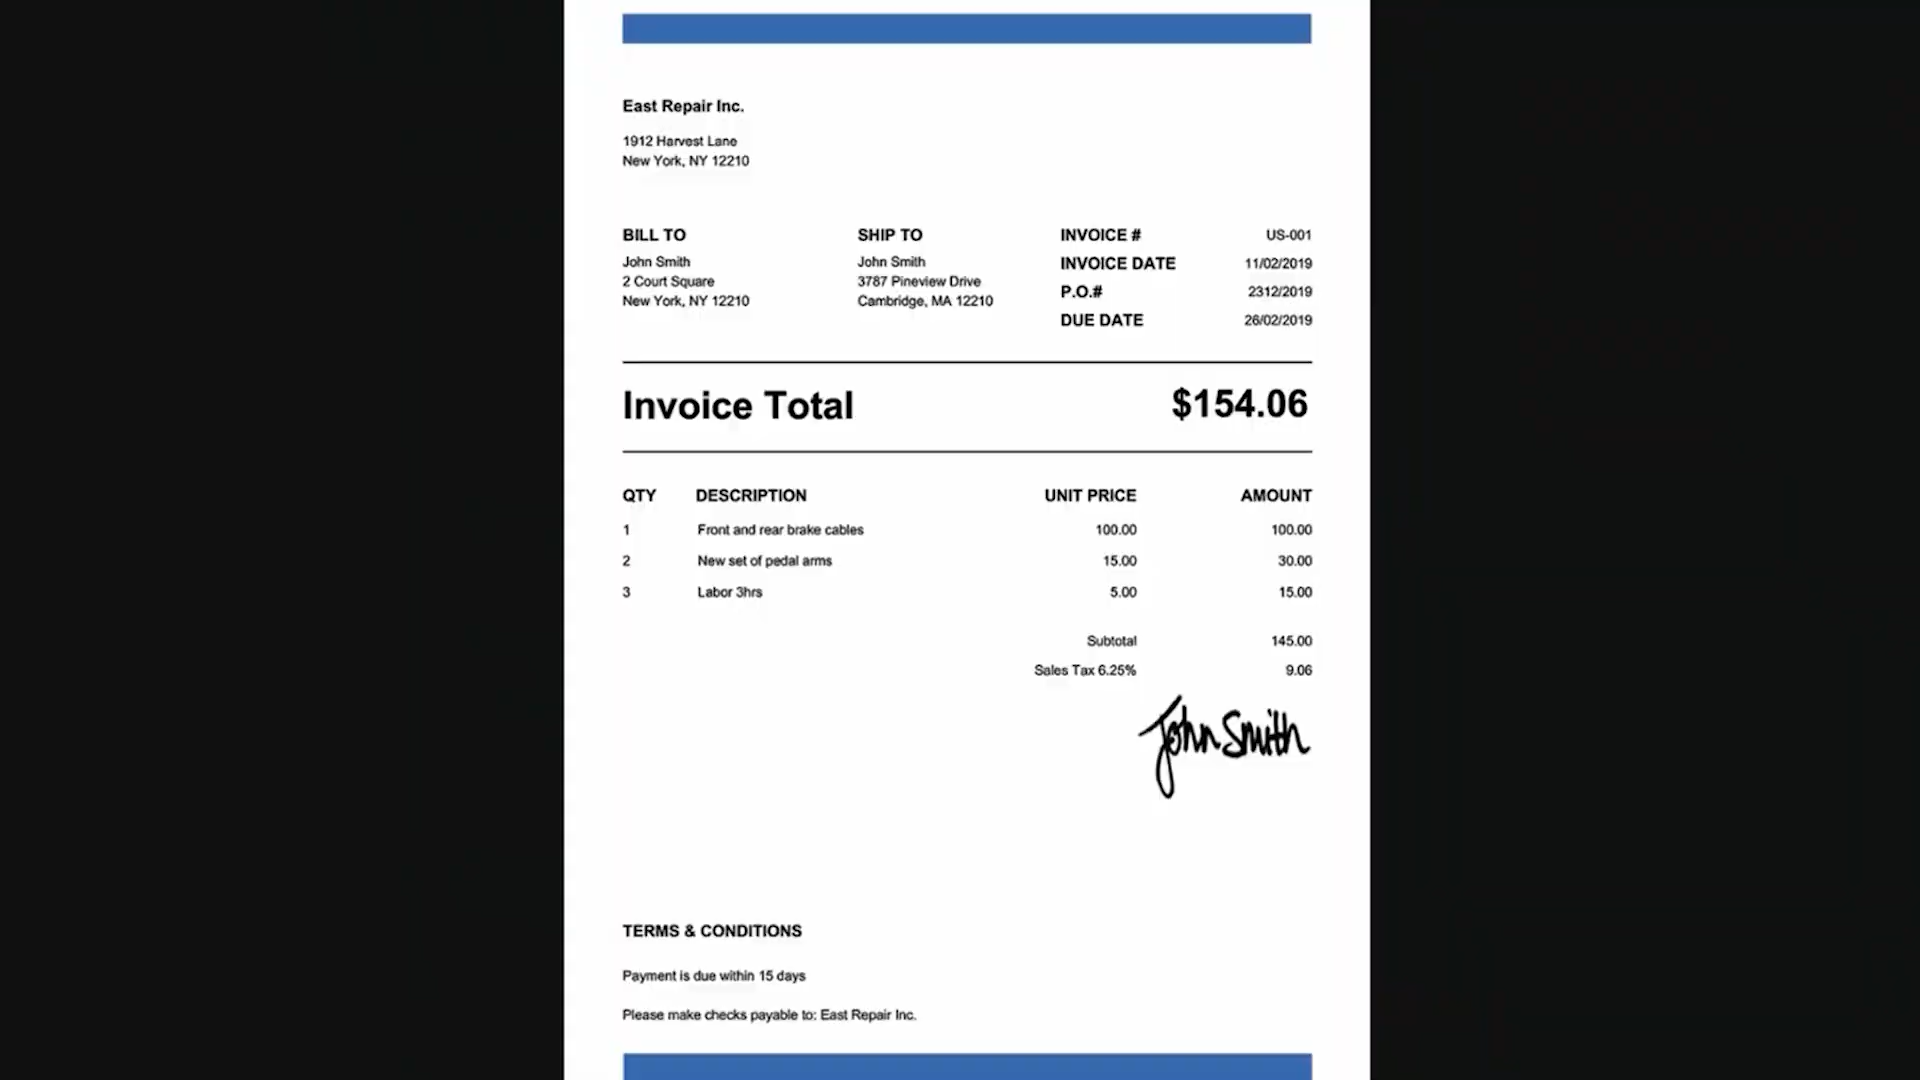 East Repair Inc.
1912 Harvest Lane
New York, NY 12210
BILL TO
John Smith
2 Court Square
New York, NY 12210
SHIP TO
John Smith
3787 Pineview Drive
Cambridge, MA 12210
INVOICE # US-001
INVOICE DATE 11/02/2019
P.O.# 2312/2019
DUE DATE 26/02/2019
Invoice Total $154.06
QTY DESCRIPTION UNIT PRICE AMOUNT
1 Front and rear brake cables 100.00 100.00
2 New set of pedal arms 15.00 30.00
3 Labor 3hrs 5.00 15.00
Subtotal 145.00
Sales Tax 6.25% 9.06
John Smith
TERMS & CONDITIONS
Payment is due within 15 days
Please make checks payable to: East Repair Inc.